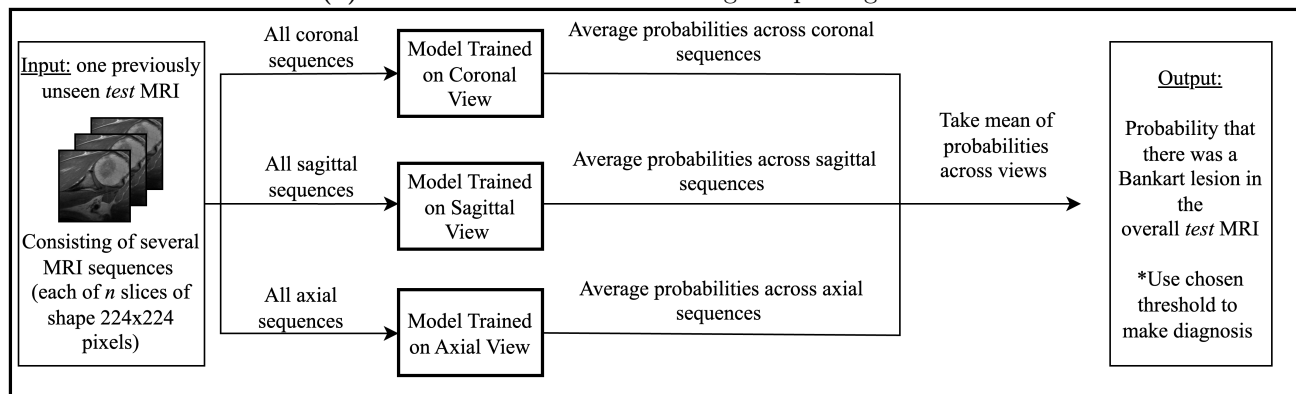 Input: one previously
unseen test MRI
Consisting of several
MRI sequences
(each of n slices of
shape 224x224
pixels)
All coronal
sequences
Model Trained
on Coronal
View
Average probabilities across coronal
sequences
All sagittal
sequences
Model Trained
on Sagittal
View
Average probabilities across sagittal
sequences
All axial
sequences
Model Trained
on Axial View
Average probabilities across axial
sequences
Take mean of
probabilities
across views
Output:
Probability that
there was a
Bankart lesion in
the
overall test MRI
*Use chosen
threshold to
make diagnosis